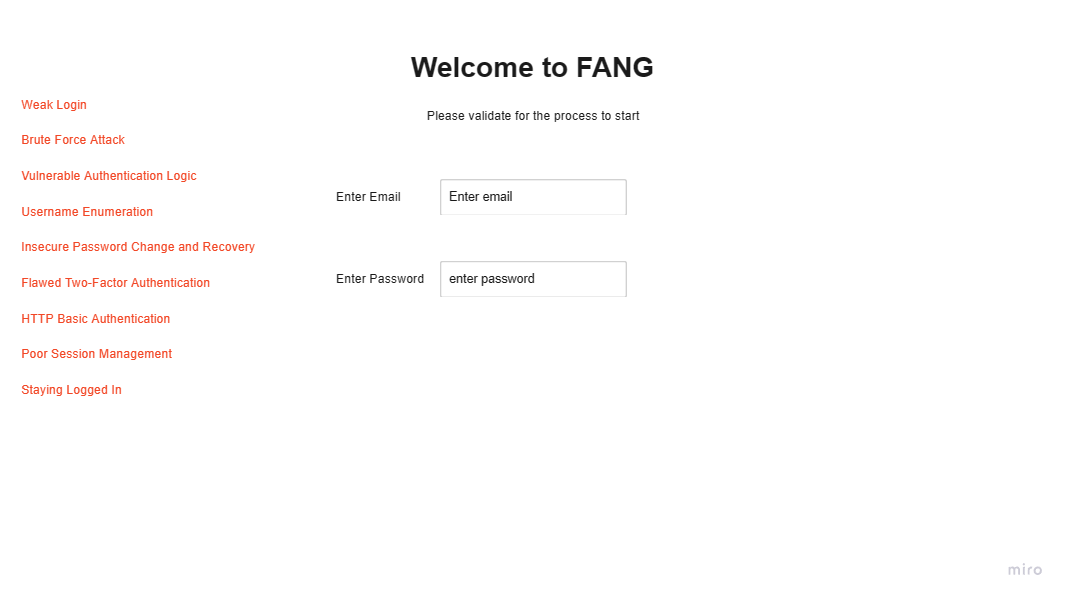 Welcome to FANG
Please validate for the process to start
Weak Login
Brute Force Attack
Vulnerable Authentication Logic
Username Enumeration
Insecure Password Change and Recovery
Flawed Two-Factor Authentication
HTTP Basic Authentication
Poor Session Management
Staying Logged In
Enter Email
Enter email
Enter Password
enter password
miro